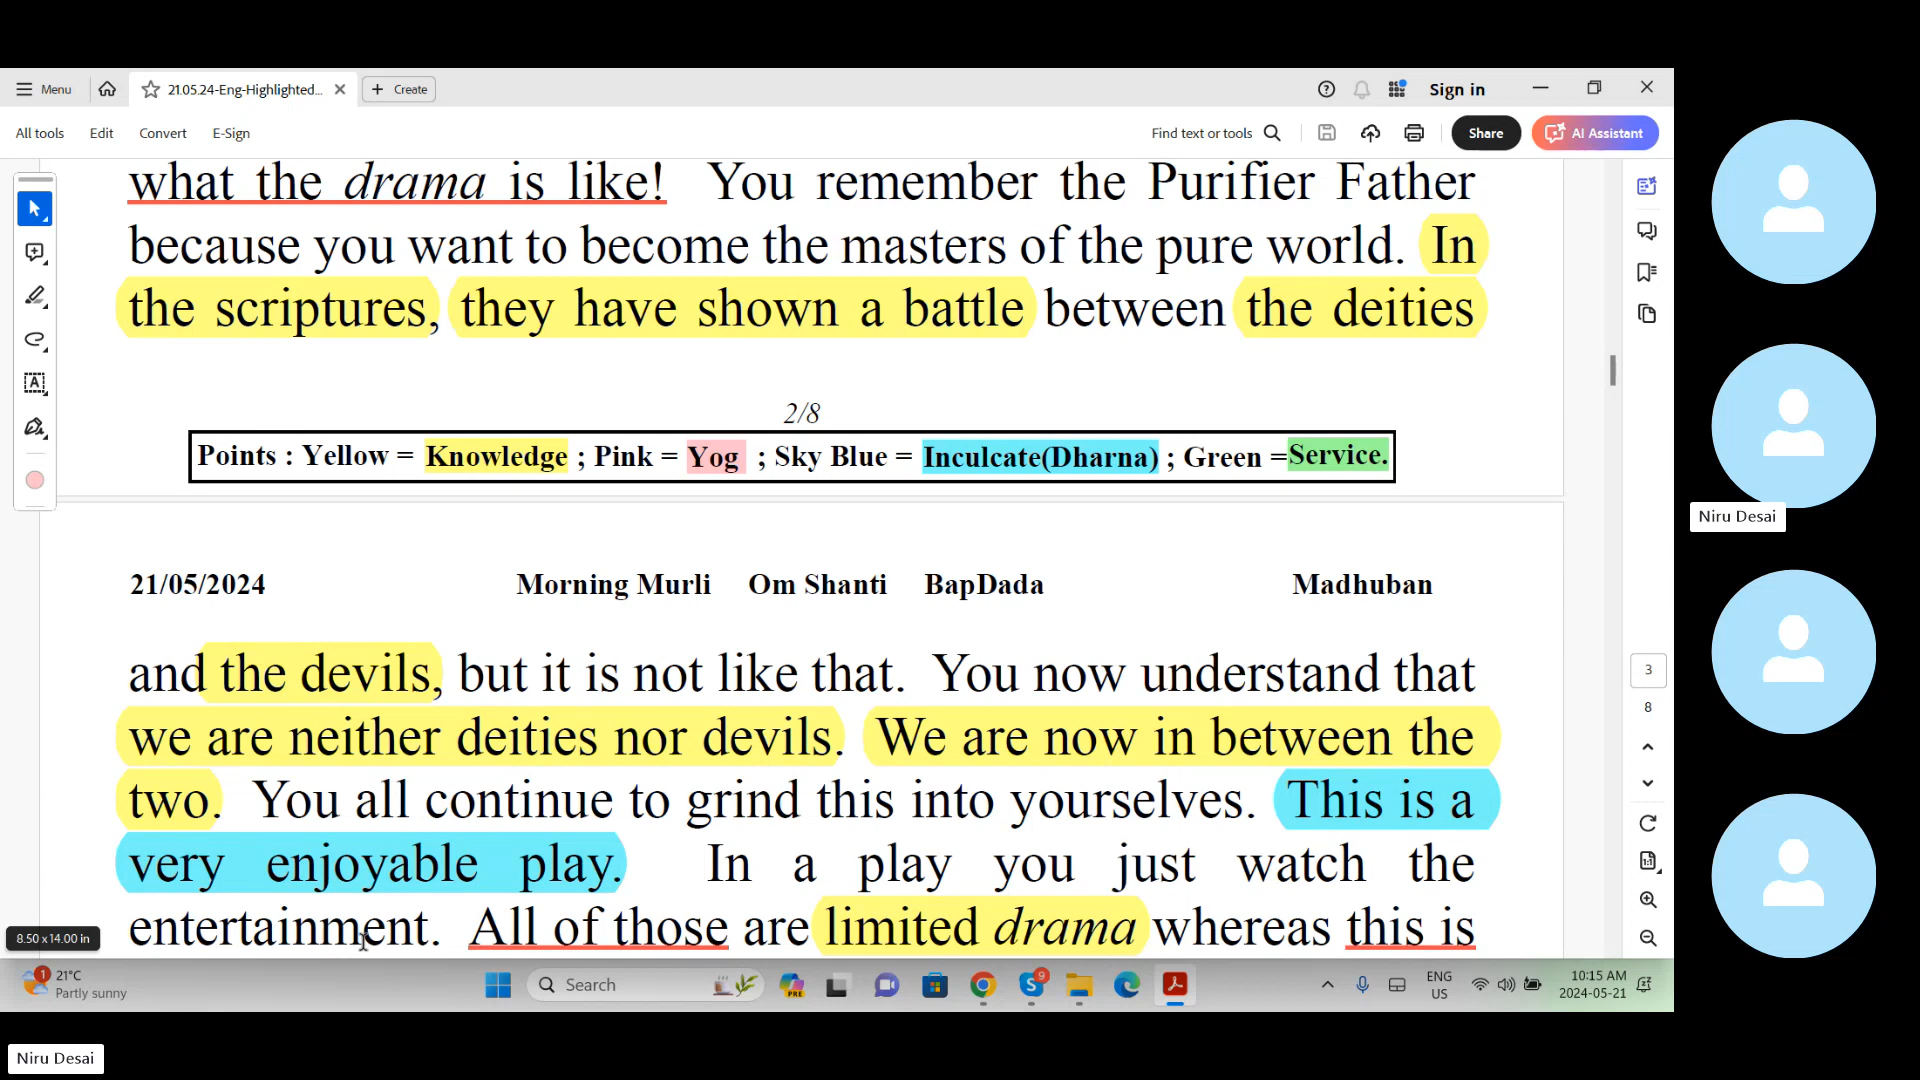 Menu
21.05.24-Eng-Highlighted...
Create
Sign in
All tools
Edit
Convert
E-Sign
Find text or tools
Share
AI Assistant
what the drama is like! You remember the Purifier Father
because you want to become the masters of the pure world. In
the scriptures, they have shown a battle between the deities
2/8
Points : Yellow = Knowledge ; Pink = Yog ; Sky Blue = Inculcate(Dharna) ; Green =Service.
21/05/2024 Morning Murli Om Shanti BapDada Madhuban
and the devils, but it is not like that. You now understand that
we are neither deities nor devils. We are now in between the
two. You all continue to grind this into yourselves. This is a
very enjoyable play. In a play you just watch the
entertainment. All of those are limited drama whereas this is
3
8
8.50 x 14.00 in
Niru Desai
1
21°C
Partly sunny
Search
PRE
9
ENG
US
10:15 AM
2024-05-21
Niru Desai